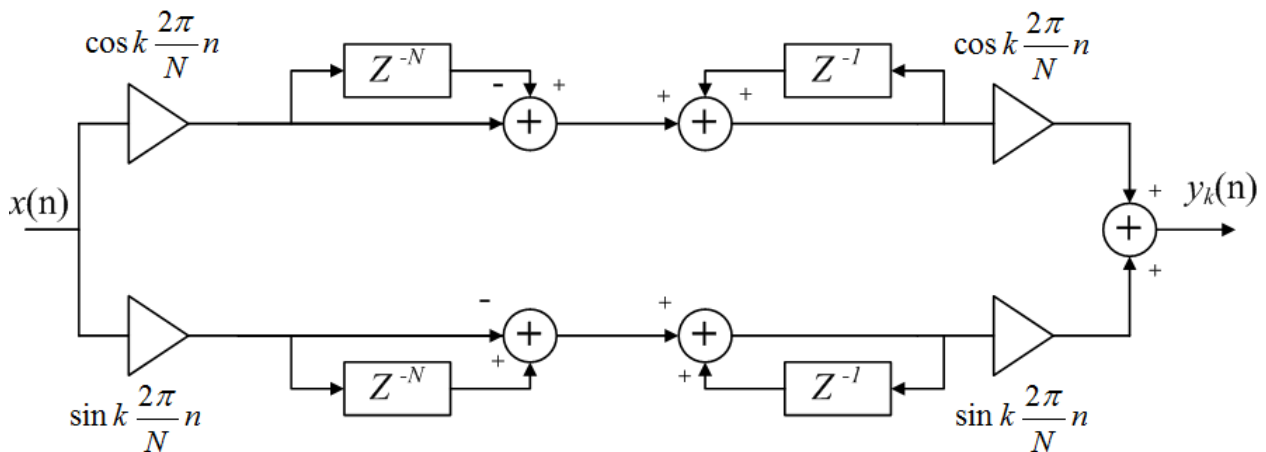 cos k 2π/N n
cos k 2π/N n
Z^-N
Z^-1
- + + +
+ + +
x(n)
y_k(n)
+
+
+
- +
+ + +
+ +
Z^-N
Z^-1
sin k 2π/N n
sin k 2π/N n